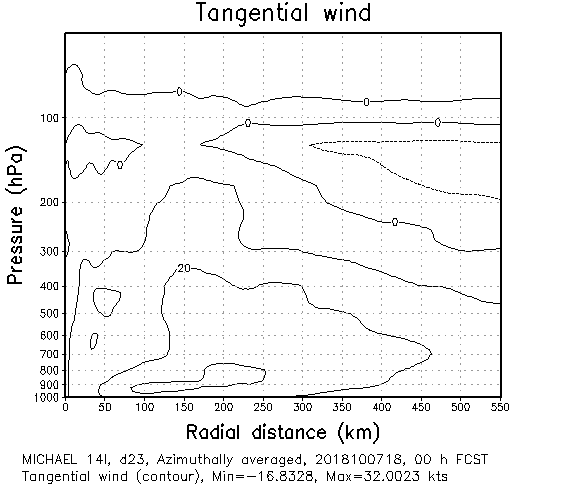 Tangential wind
0
0
0
0
100
0
200
0
300
20
400
500
600
700
800
900
1000
0 50 100 150 200 250 300 350 400 450 500 550
Pressure (hPa)
Radial distance (km)
MICHAEL 14l, d23, Azimuthally averaged, 2018100718, 00 h FCST
Tangential wind (contour), Min=−16.8328, Max=32.0023 kts